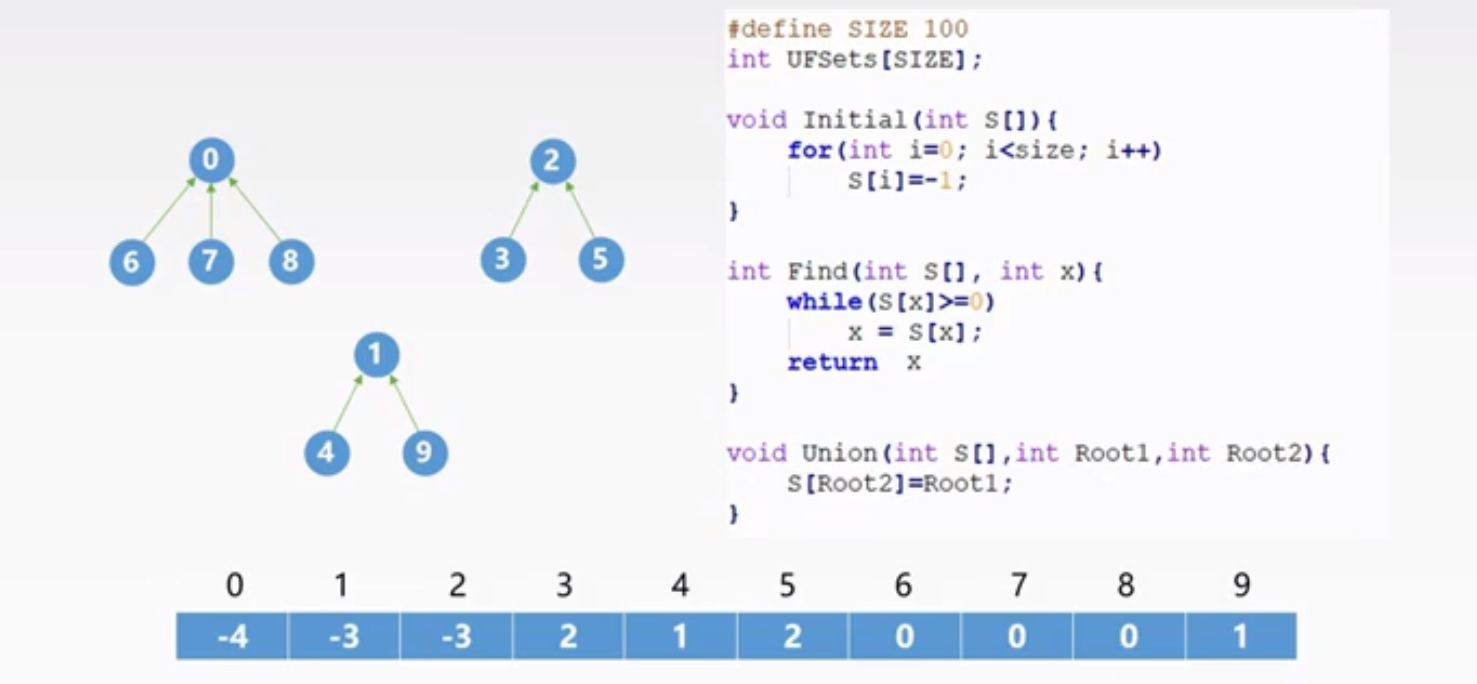 #define SIZE 100
int UFSets[SIZE];
void Initial(int S[]){
for(int i=0; i<size; i++)
S[i]=-1;
}
int Find(int S[], int x){
while(S[x]>=0)
x = S[x];
return x
}
void Union(int S[],int Root1,int Root2){
S[Root2]=Root1;
}
0
2
6 7 8
3 5
1
4 9
0 1 2 3 4 5 6 7 8 9
-4 -3 -3 2 1 2 0 0 0 1